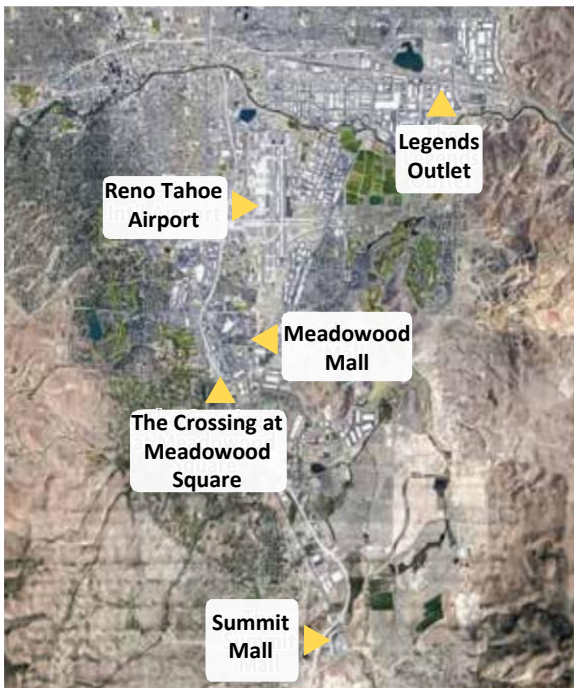 Legends
Outlet
Reno Tahoe
Airport
Meadowood
Mall
The Crossing at
Meadowood
Square
Summit
Mall